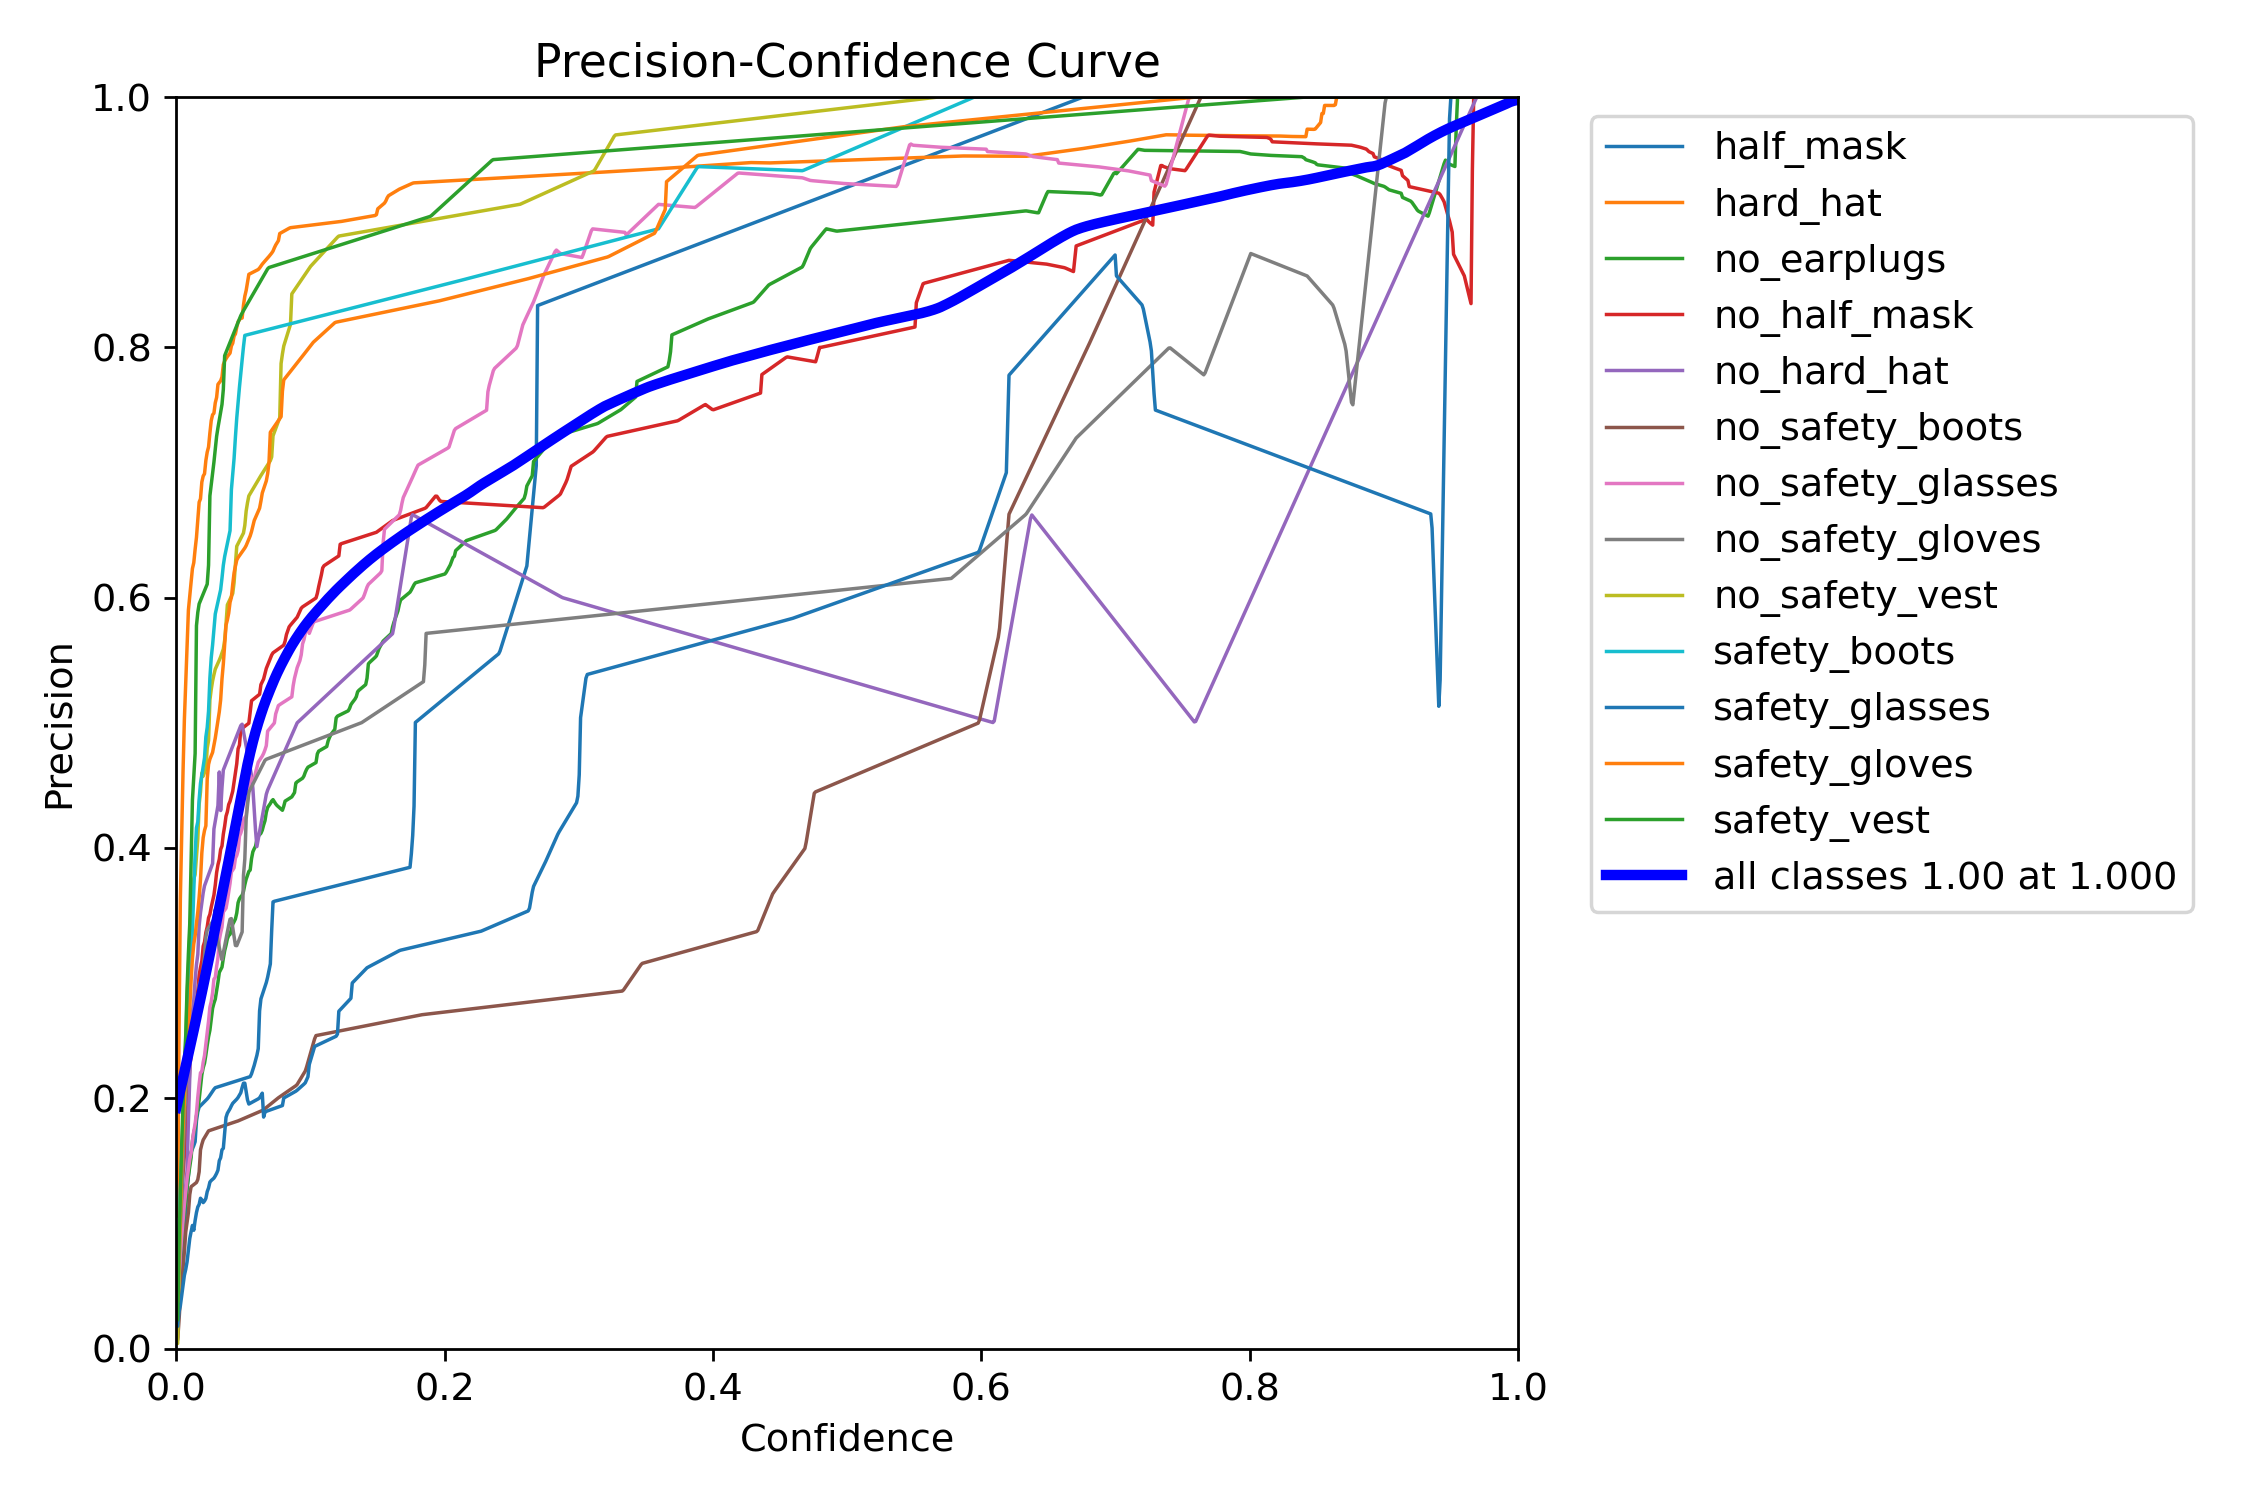 Precision-Confidence Curve
1.0
0.8
0.6
0.4
0.2
0.0
Precision
0.0 0.2 0.4 0.6 0.8 1.0
Confidence
half_mask
hard_hat
no_earplugs
no_half_mask
no_hard_hat
no_safety_boots
no_safety_glasses
no_safety_gloves
no_safety_vest
safety_boots
safety_glasses
safety_gloves
safety_vest
all classes 1.00 at 1.000